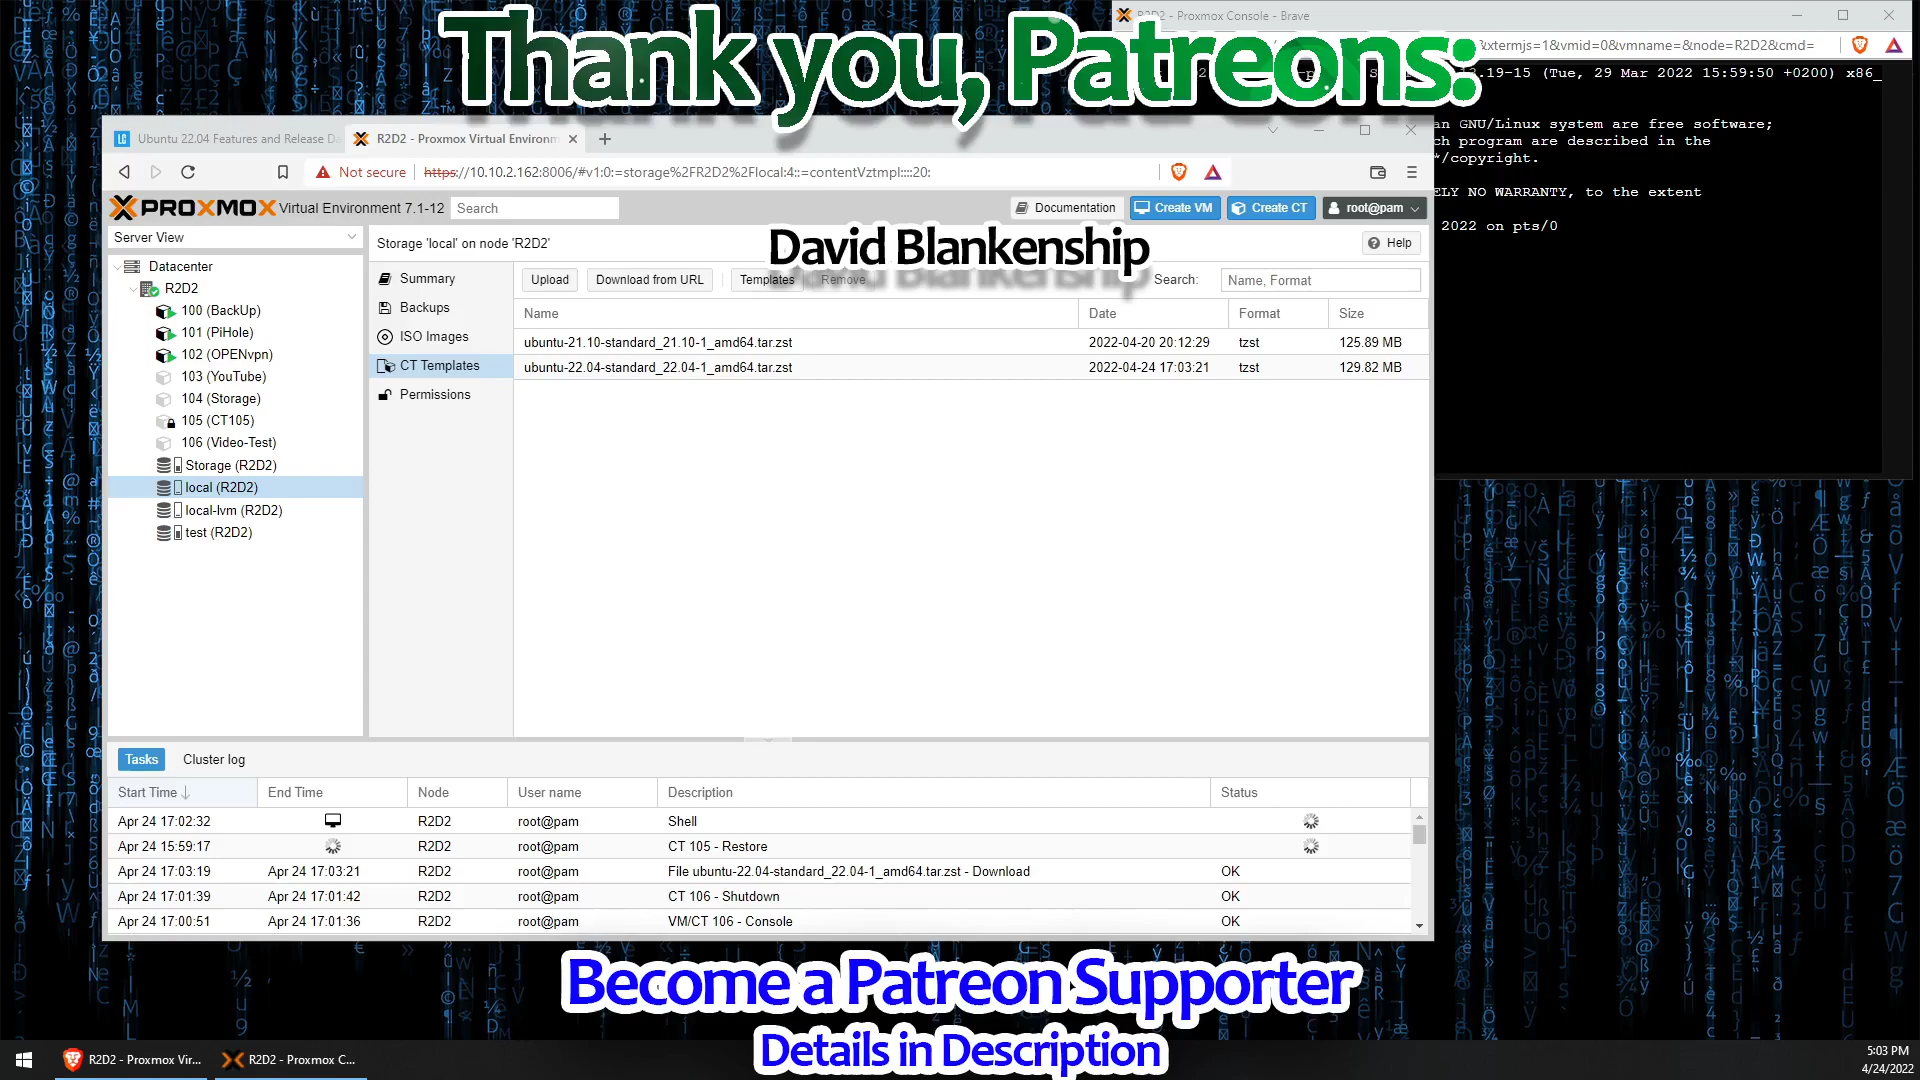 Thank you, Patreons:
R2D2 - Proxmox Console - Brave
&xtermjs=1&vmid=0&vmname=&node=R2D2&cmd=
(Tue, 29 Mar 2022 15:59:50 +0200) x86_
an GNU/Linux system are free software;
ch program are described in the
*/copyright.
ELY NO WARRANTY, to the extent
2022 on pts/0
Ubuntu 22.04 Features and Release Da
R2D2 - Proxmox Virtual Environm
Not secure
https://10.10.2.162:8006/#v1:0:=storage%2FR2D2%2Flocal:4::=contentVztmpl::::20:
PROXMOX Virtual Environment 7.1-12
Search
Documentation
Create VM
Create CT
root@pam
Server View
Storage 'local' on node 'R2D2'
David Blankenship
Help
Datacenter
R2D2
100 (BackUp)
101 (PiHole)
102 (OPENvpn)
103 (YouTube)
104 (Storage)
105 (CT105)
106 (Video-Test)
Storage (R2D2)
local (R2D2)
local-lvm (R2D2)
test (R2D2)
Summary
Backups
ISO Images
CT Templates
Permissions
Upload
Download from URL
Templates
Remove
Search:
Name, Format
Name Date Format Size
ubuntu-21.10-standard_21.10-1_amd64.tar.zst 2022-04-20 20:12:29 tzst 125.89 MB
ubuntu-22.04-standard_22.04-1_amd64.tar.zst 2022-04-24 17:03:21 tzst 129.82 MB
Tasks
Cluster log
Start Time End Time Node User name Description Status
Apr 24 17:02:32 R2D2 root@pam Shell
Apr 24 15:59:17 R2D2 root@pam CT 105 - Restore
Apr 24 17:03:19 Apr 24 17:03:21 R2D2 root@pam File ubuntu-22.04-standard_22.04-1_amd64.tar.zst - Download OK
Apr 24 17:01:39 Apr 24 17:01:42 R2D2 root@pam CT 106 - Shutdown OK
Apr 24 17:00:51 Apr 24 17:01:36 R2D2 root@pam VM/CT 106 - Console OK
Become a Patreon Supporter
Details in Description
R2D2 - Proxmox Vir...
R2D2 - Proxmox C...
5:03 PM
4/24/2022